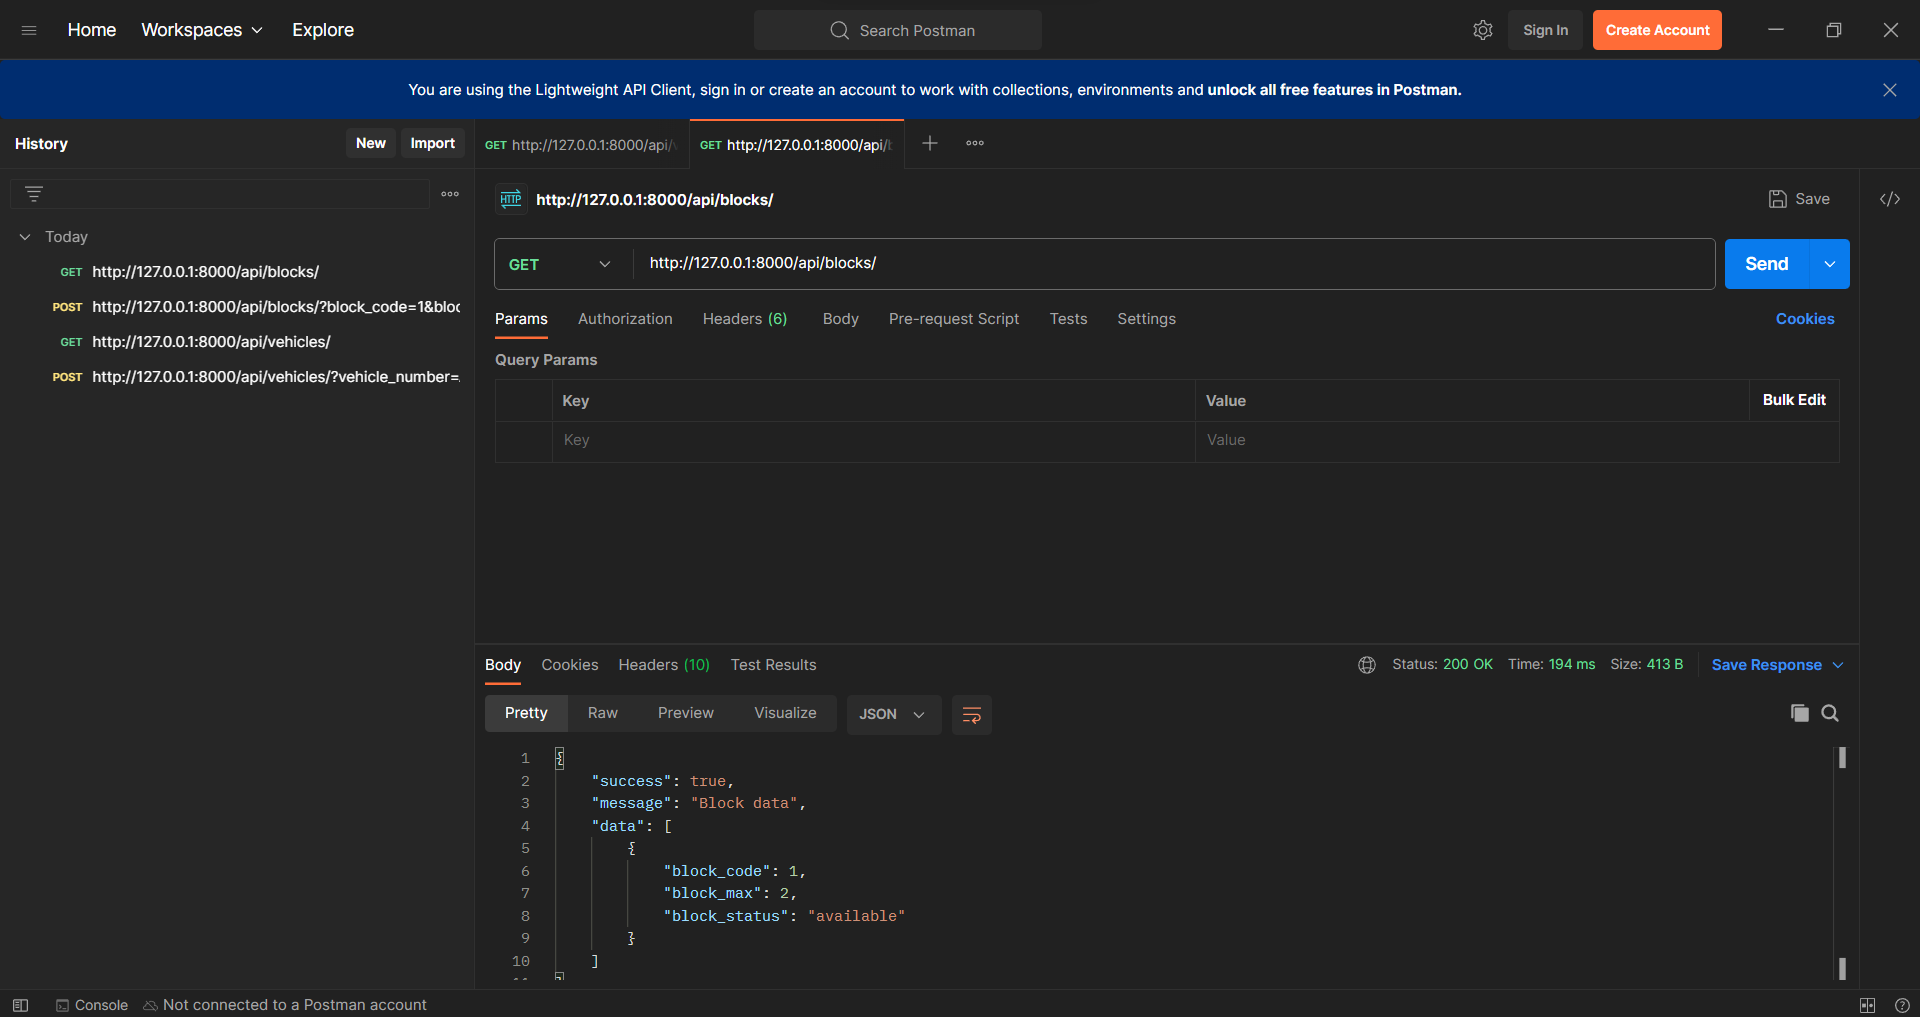 Home Workspaces Explore Search Postman Sign In Create Account
You are using the Lightweight API Client, sign in or create an account to work with collections, environments and unlock all free features in Postman.
History New Import
GET http://127.0.0.1:8000/api/
GET http://127.0.0.1:8000/api/
HTTP http://127.0.0.1:8000/api/blocks/ Save
Today
GET http://127.0.0.1:8000/api/blocks/
POST http://127.0.0.1:8000/api/blocks/?block_code=1&bloc
GET http://127.0.0.1:8000/api/vehicles/
POST http://127.0.0.1:8000/api/vehicles/?vehicle_number=
GET http://127.0.0.1:8000/api/blocks/ Send
Params Authorization Headers (6) Body Pre-request Script Tests Settings Cookies
Query Params
Key Value Bulk Edit
Key Value
Body Cookies Headers (10) Test Results Status: 200 OK Time: 194 ms Size: 413 B Save Response
Pretty Raw Preview Visualize JSON
1 {
2 "success": true,
3 "message": "Block data",
4 "data": [
5 {
6 "block_code": 1,
7 "block_max": 2,
8 "block_status": "available"
9 }
10 ]
Console Not connected to a Postman account